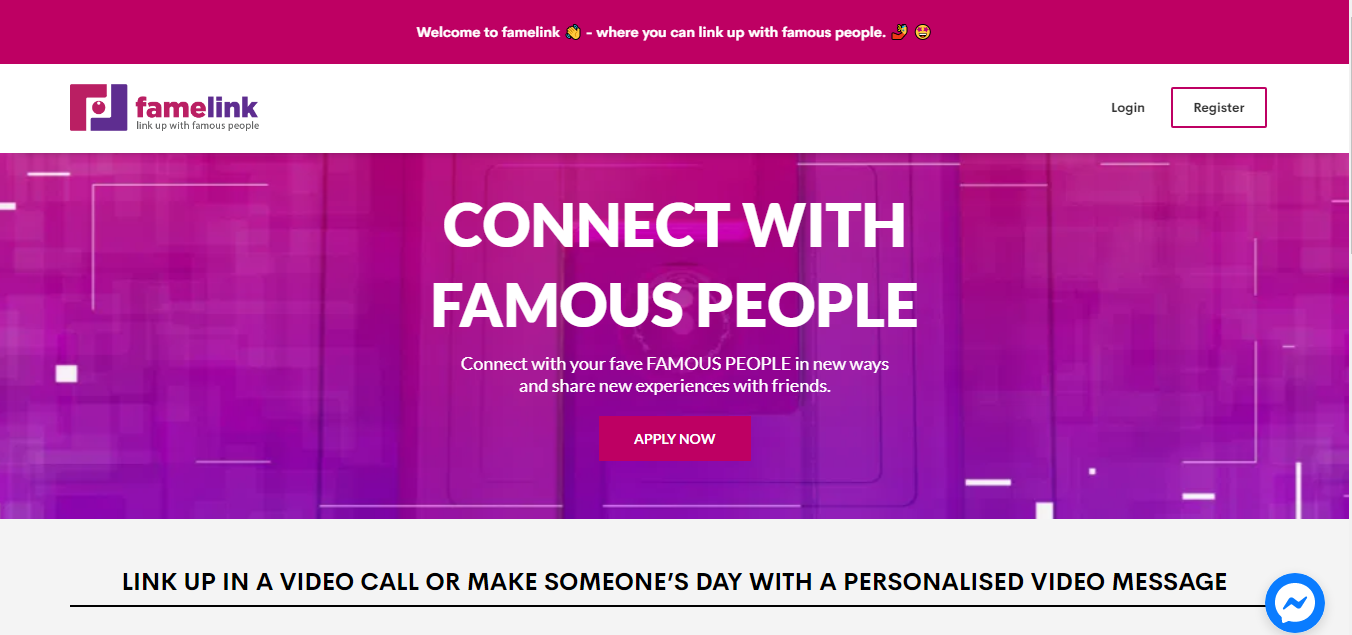 Welcome to famelink 👏 - where you can link up with famous people. 🤳 🤩
famelink
link up with famous people
Login
Register
CONNECT WITH
FAMOUS PEOPLE
Connect with your fave FAMOUS PEOPLE in new ways
and share new experiences with friends.
APPLY NOW
LINK UP IN A VIDEO CALL OR MAKE SOMEONE’S DAY WITH A PERSONALISED VIDEO MESSAGE